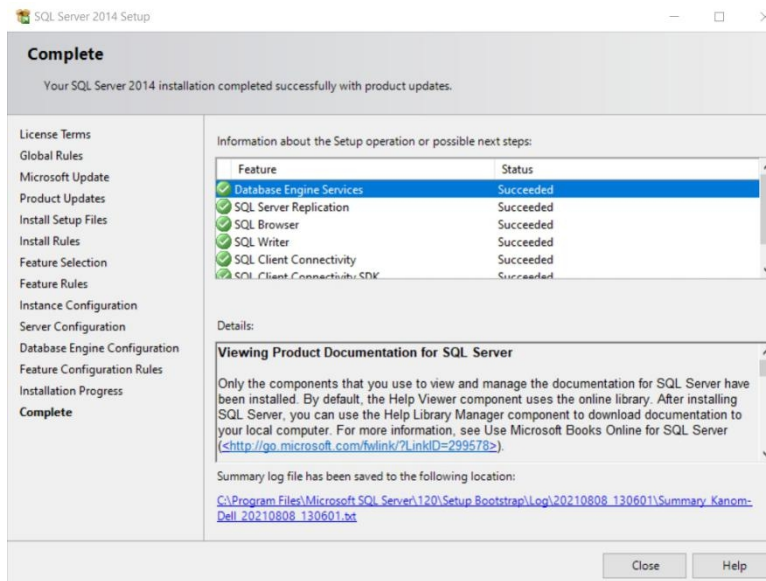 SQL Server 2014 Setup
Complete
Your SQL Server 2014 installation completed successfully with product updates.
License Terms
Global Rules
Microsoft Update
Product Updates
Install Setup Files
Install Rules
Feature Selection
Feature Rules
Instance Configuration
Server Configuration
Database Engine Configuration
Feature Configuration Rules
Installation Progress
Complete
Information about the Setup operation or possible next steps:
Feature Status
Database Engine Services Succeeded
SQL Server Replication Succeeded
SQL Browser Succeeded
SQL Writer Succeeded
SQL Client Connectivity Succeeded
SQL Client Connectivity SDK Succeeded
Details:
Viewing Product Documentation for SQL Server
Only the components that you use to view and manage the documentation for SQL Server have
been installed. By default, the Help Viewer component uses the online library. After installing
SQL Server, you can use the Help Library Manager component to download documentation to
your local computer. For more information, see Use Microsoft Books Online for SQL Server
(<http://go.microsoft.com/fwlink/?LinkID=299578>).
Summary log file has been saved to the following location:
C:\Program Files\Microsoft SQL Server\120\Setup Bootstrap\Log\20210808_130601\Summary_Kanom-
Dell_20210808_130601.txt
Close Help